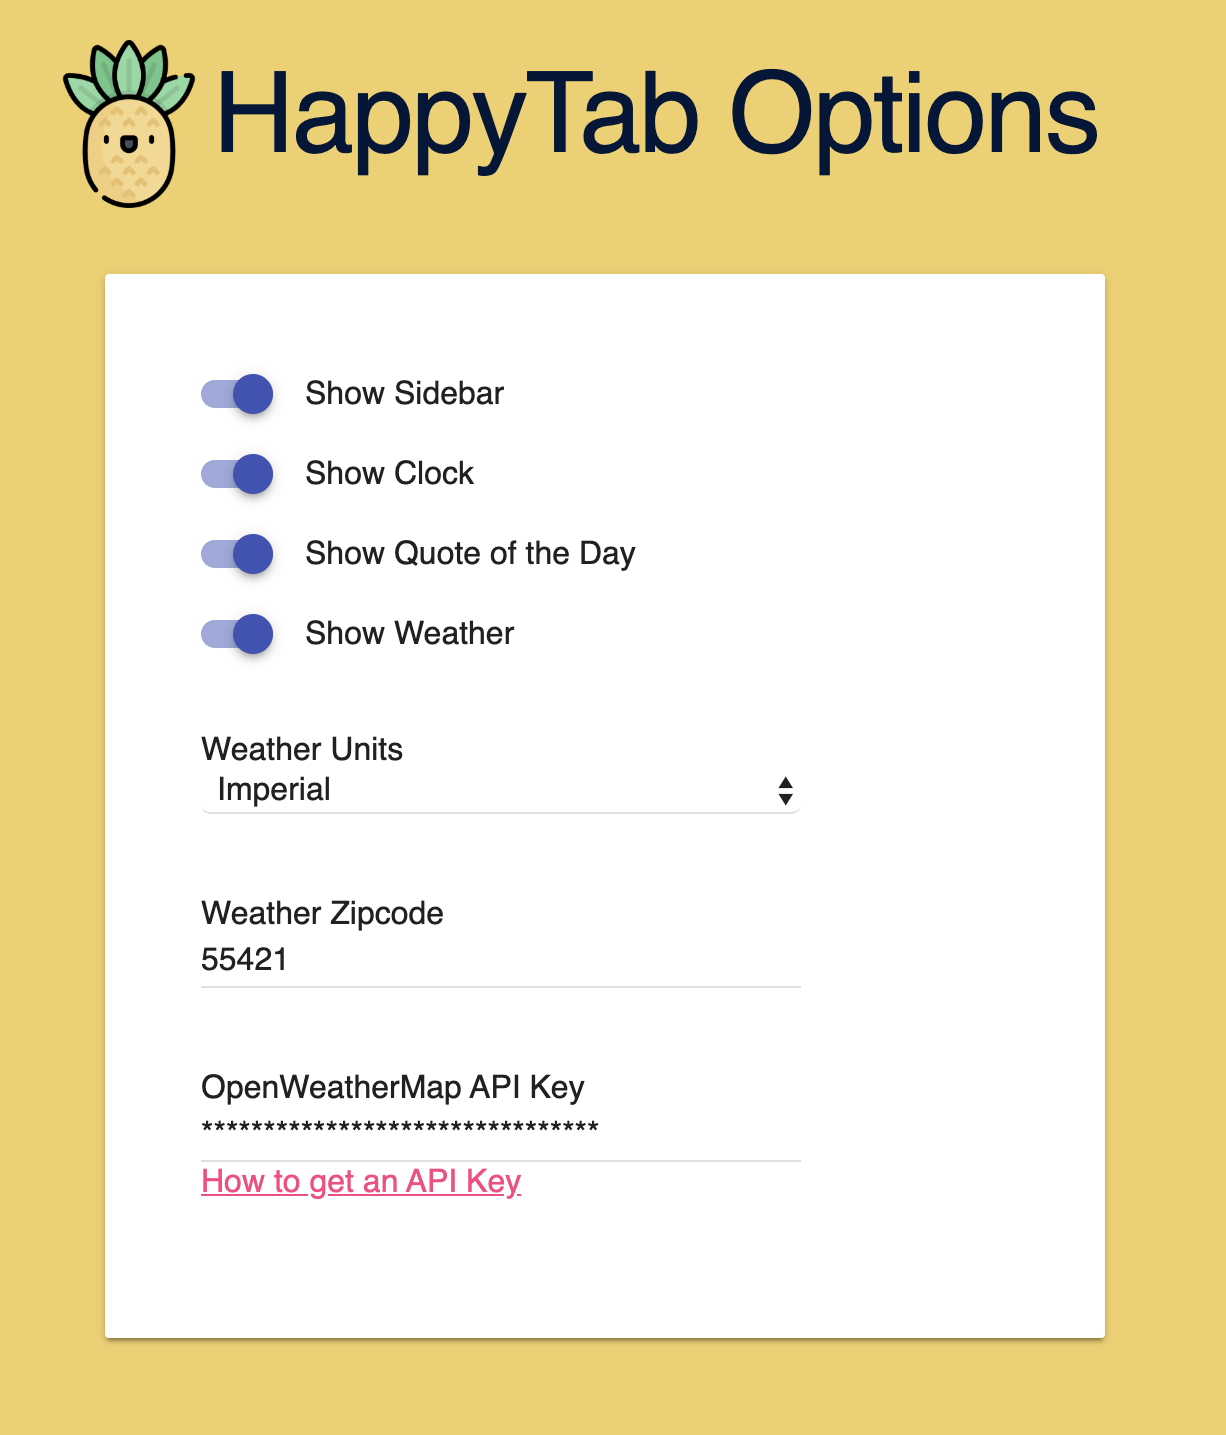 HappyTab Options
Show Sidebar
Show Clock
Show Quote of the Day
Show Weather
Weather Units
Imperial
Weather Zipcode
55421
OpenWeatherMap API Key
********************************
How to get an API Key